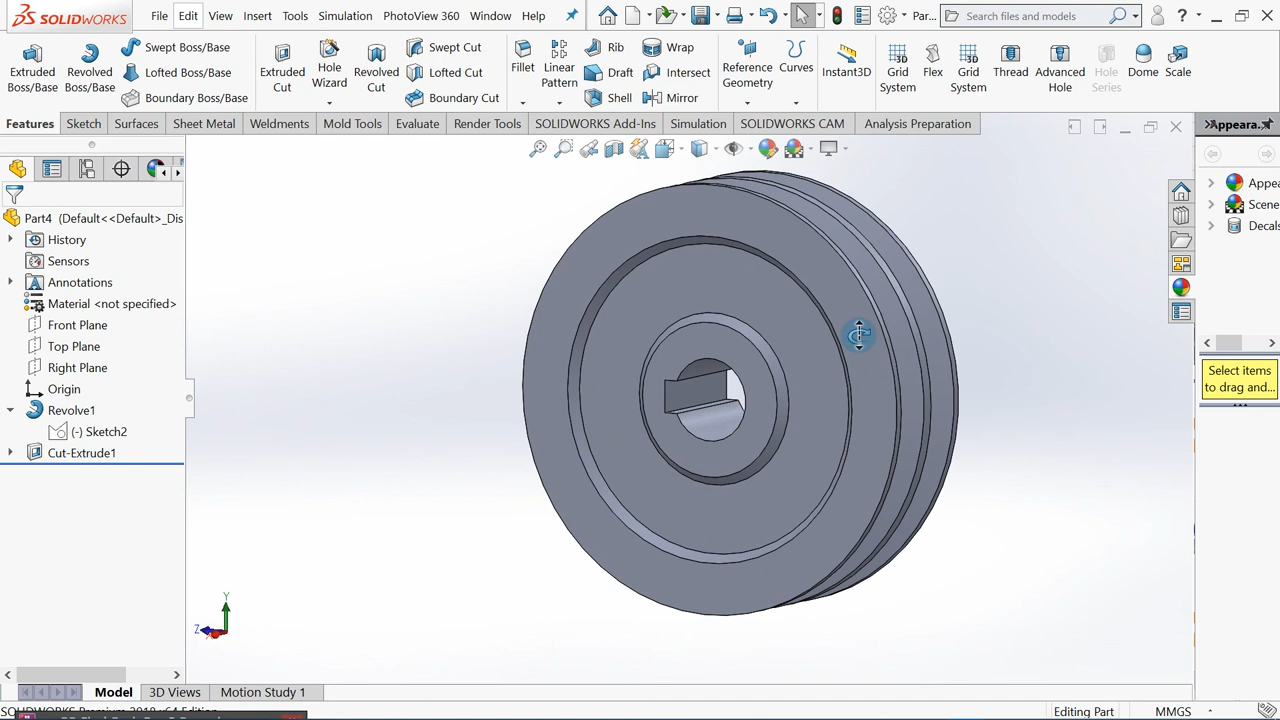 SOLIDWORKS File Edit View Insert Tools Simulation PhotoView 360 Window Help Par... Search files and models ?
Extruded Boss/Base
Revolved Boss/Base
Swept Boss/Base
Lofted Boss/Base
Boundary Boss/Base
Extruded Cut
Hole Wizard
Revolved Cut
Swept Cut
Lofted Cut
Boundary Cut
Fillet
Linear Pattern
Rib
Draft
Shell
Wrap
Intersect
Mirror
Reference Geometry
Curves
Instant3D
Grid System
Flex
Grid System
Thread
Advanced Hole
Hole Series
Dome
Scale
Features Sketch Surfaces Sheet Metal Weldments Mold Tools Evaluate Render Tools SOLIDWORKS Add-Ins Simulation SOLIDWORKS CAM Analysis Preparation
Appeara...
Part4 (Default<<Default>_Dis
History
Sensors
Annotations
Material <not specified>
Front Plane
Top Plane
Right Plane
Origin
Revolve1
(-) Sketch2
Cut-Extrude1
Appea
Scene
Decals
Select items
to drag and...
Y
Z
Model 3D Views Motion Study 1
Editing Part MMGS